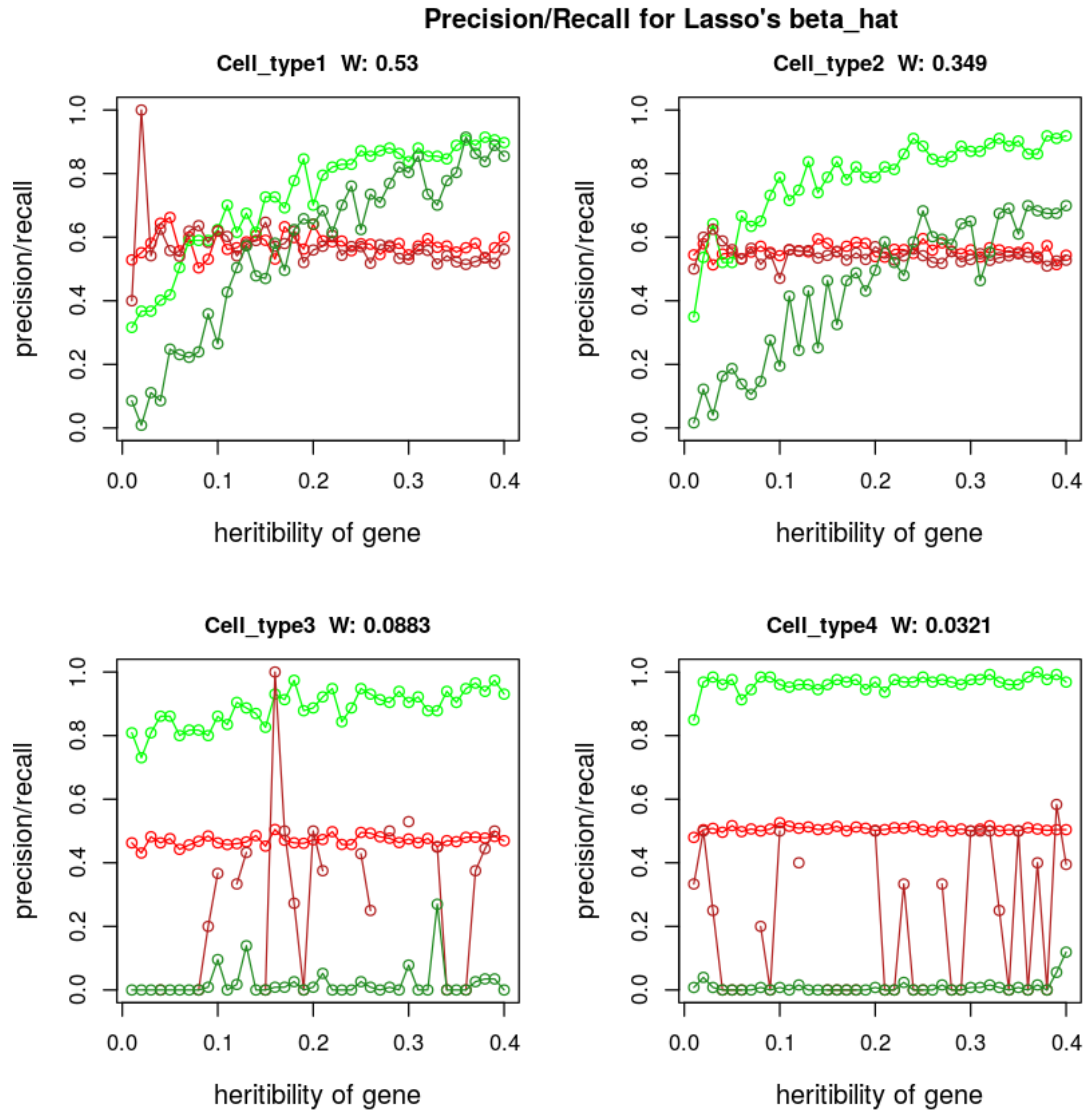 Precision/Recall for Lasso's beta_hat
Cell_type1 W: 0.53
precision/recall
0.0 0.2 0.4 0.6 0.8 1.0
0.0 0.1 0.2 0.3 0.4
heritibility of gene
Cell_type2 W: 0.349
precision/recall
0.0 0.2 0.4 0.6 0.8 1.0
0.0 0.1 0.2 0.3 0.4
heritibility of gene
Cell_type3 W: 0.0883
precision/recall
0.0 0.2 0.4 0.6 0.8 1.0
0.0 0.1 0.2 0.3 0.4
heritibility of gene
Cell_type4 W: 0.0321
precision/recall
0.0 0.2 0.4 0.6 0.8 1.0
0.0 0.1 0.2 0.3 0.4
heritibility of gene